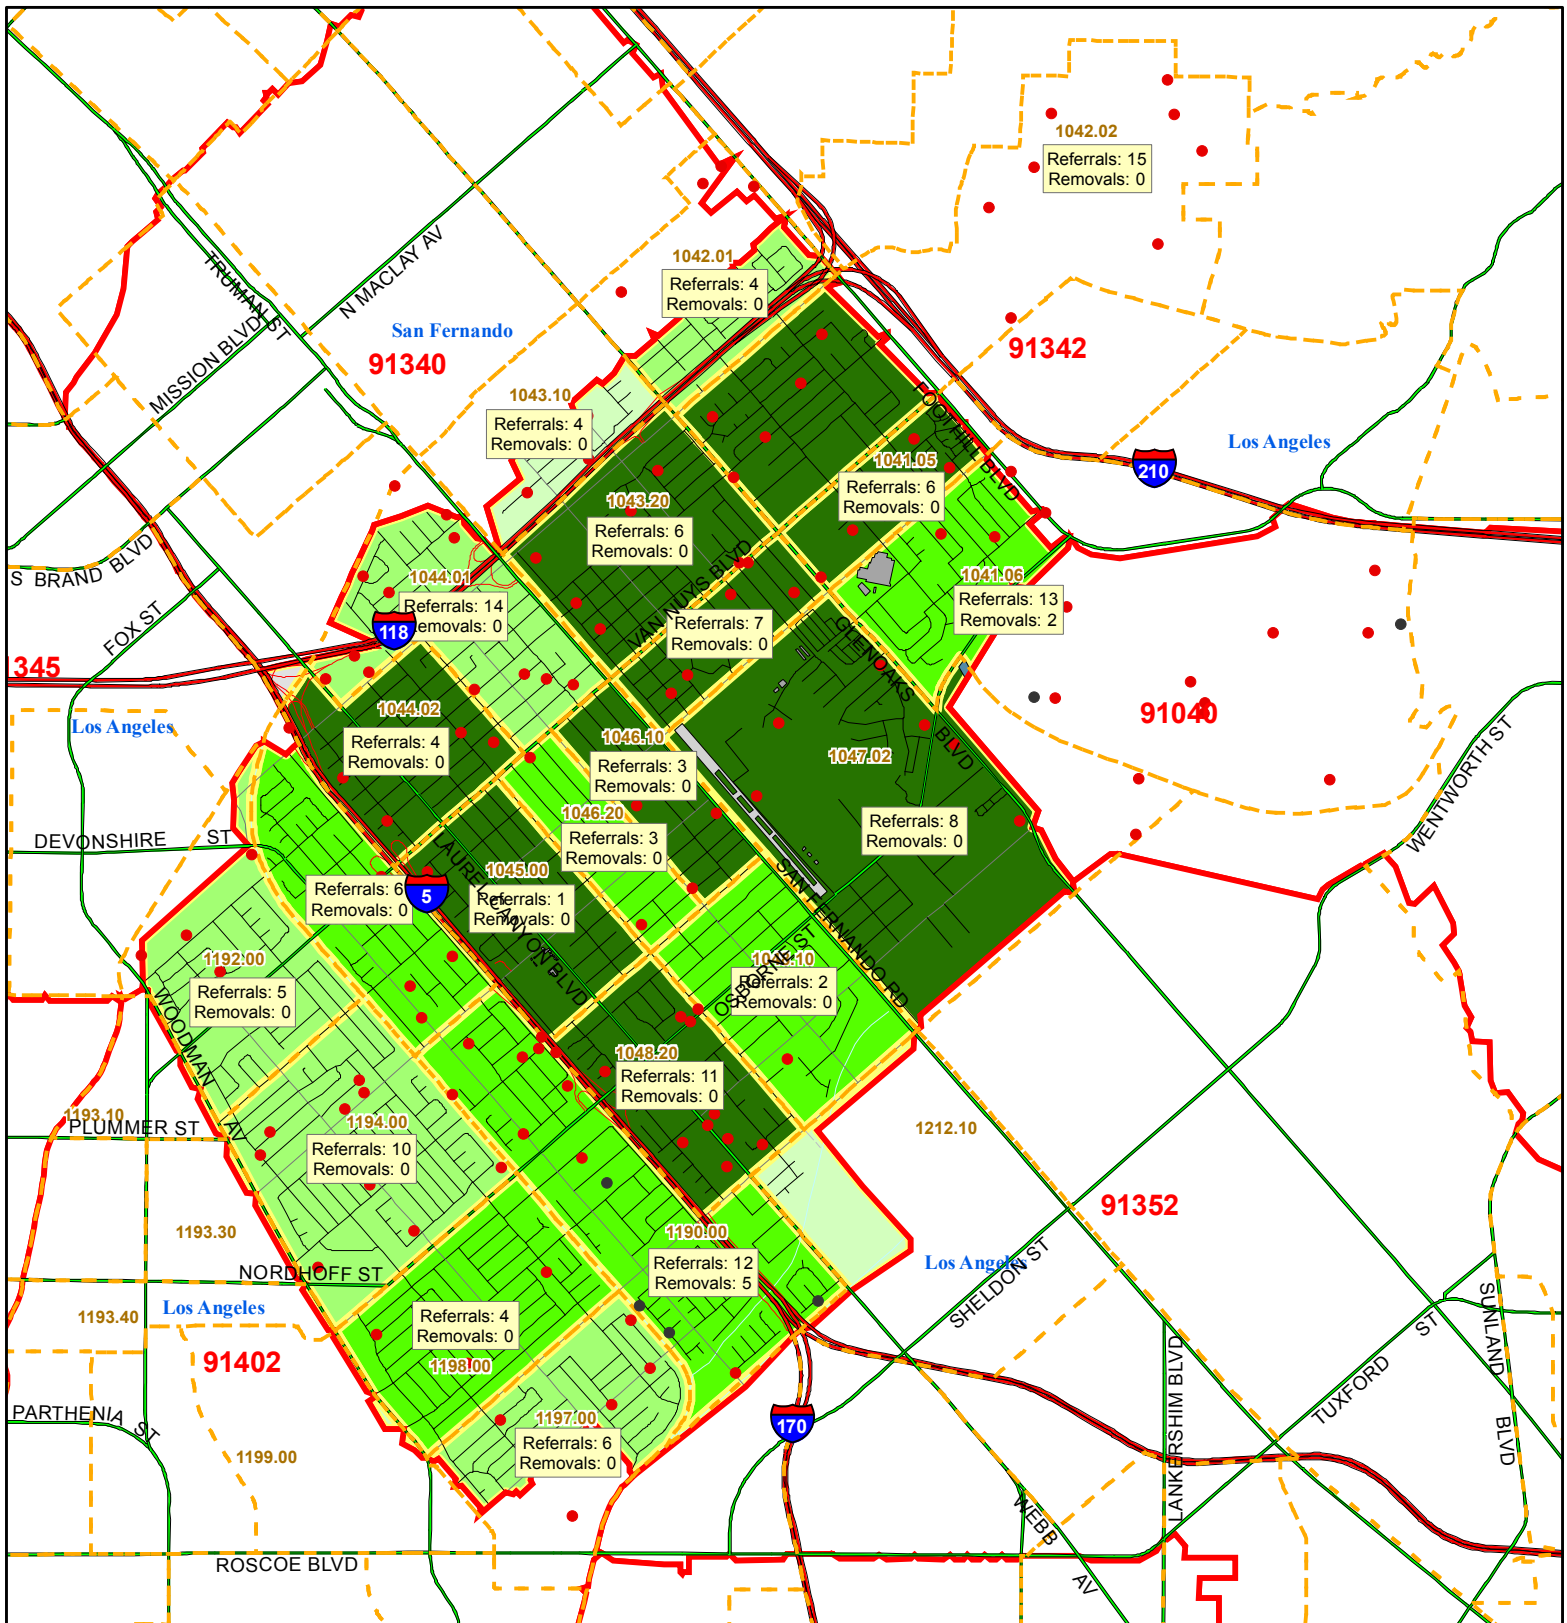 1042.02
Referrals: 15
Removals: 0
N MACLAY AV
TRUMAN ST
MISSION BLVD
San Fernando
91340
1042.01
Referrals: 4
Removals: 0
91342
1043.10
Referrals: 4
Removals: 0
FOOTHILL BLVD
Los Angeles
210
1041.05
Referrals: 6
Removals: 0
1043.20
Referrals: 6
Removals: 0
S BRAND BLVD
FOX ST
1044.01
Referrals: 14
Removals: 0
118
VAN NUYS BLVD
Referrals: 7
Removals: 0
1041.06
Referrals: 13
Removals: 2
GLENOAKS BLVD
1345
Los Angeles
1044.02
Referrals: 4
Removals: 0
1046.10
Referrals: 3
Removals: 0
1047.02
Referrals: 8
Removals: 0
91040
WENTWORTH ST
DEVONSHIRE ST
1046.20
Referrals: 3
Removals: 0
LAUREL CANYON BLVD
1045.00
Referrals: 1
Removals: 0
Referrals: 6
Removals: 0
5
SAN FERNANDO RD
OSBORNE ST
Referrals: 2
Removals: 0
1192.00
Referrals: 5
Removals: 0
WOODMAN AV
1048.20
Referrals: 11
Removals: 0
1193.10
PLUMMER ST
1194.00
Referrals: 10
Removals: 0
1212.10
91352
1193.30
NORDHOFF ST
1190.00
Referrals: 12
Removals: 5
Los Angeles
SHELDON ST
Los Angeles
1193.40
91402
Referrals: 4
Removals: 0
1198.00
SUNLAND BLVD
TUXFORD ST
LANKERSHIM BLVD
PARTHENIA ST
1197.00
Referrals: 6
Removals: 0
170
1199.00
WEBB AV
ROSCOE BLVD